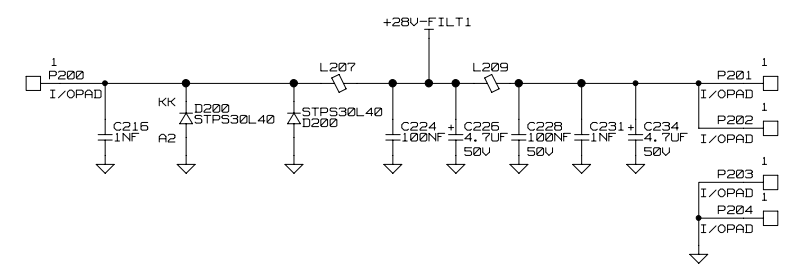 +28V-FILT1
1
P200
I/OPAD
L207
L209
1
P201
I/OPAD
KK
D200
STPS30L40
A2
STPS30L40
D200
C216
1NF
C224
100NF
+
C226
4.7UF
50V
C228
100NF
50V
C231
1NF
+
C234
4.7UF
50V
1
P202
I/OPAD
1
P203
I/OPAD
1
P204
I/OPAD